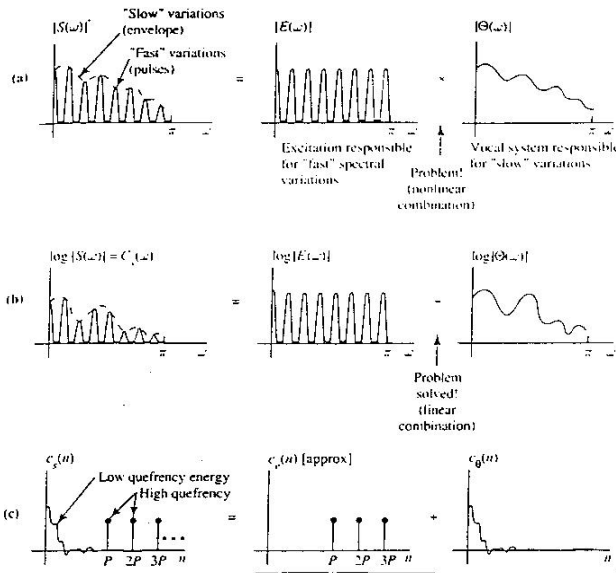 "Slow" variations
(envelope)
|S(ω)|
"Fast" variations
(pulses)
|E(ω)|
|Θ(ω)|
(a)
=
×
π ω
π ω
π ω
Excitation responsible
for "fast" spectral
variations
Problem!
(nonlinear
combination)
Vocal system responsible
for "slow" variations
log |S(ω)| = C_s(ω)
log|E(ω)|
log|Θ(ω)|
(b)
=
π ω
π ω
π ω
Problem
solved!
(linear
combination)
c_s(n)
c_e(n) [approx]
c_θ(n)
Low quefrency energy
High quefrency
(c)
=
+
P 2P 3P n
P 2P 3P
n